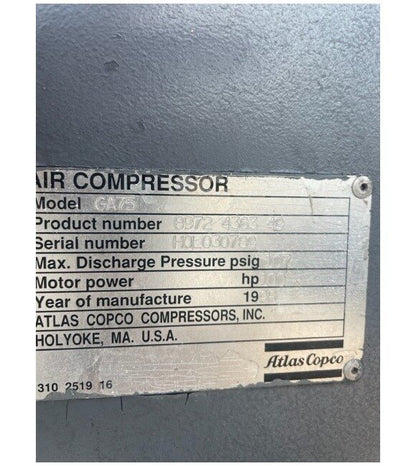 AIR COMPRESSOR
Model GA75
Product number
Serial number
Max. Discharge Pressure psig
Motor power hp
Year of manufacture 19
ATLAS COPCO COMPRESSORS, INC.
HOLYOKE, MA. U.S.A.
Atlas Copco
310 2519 16